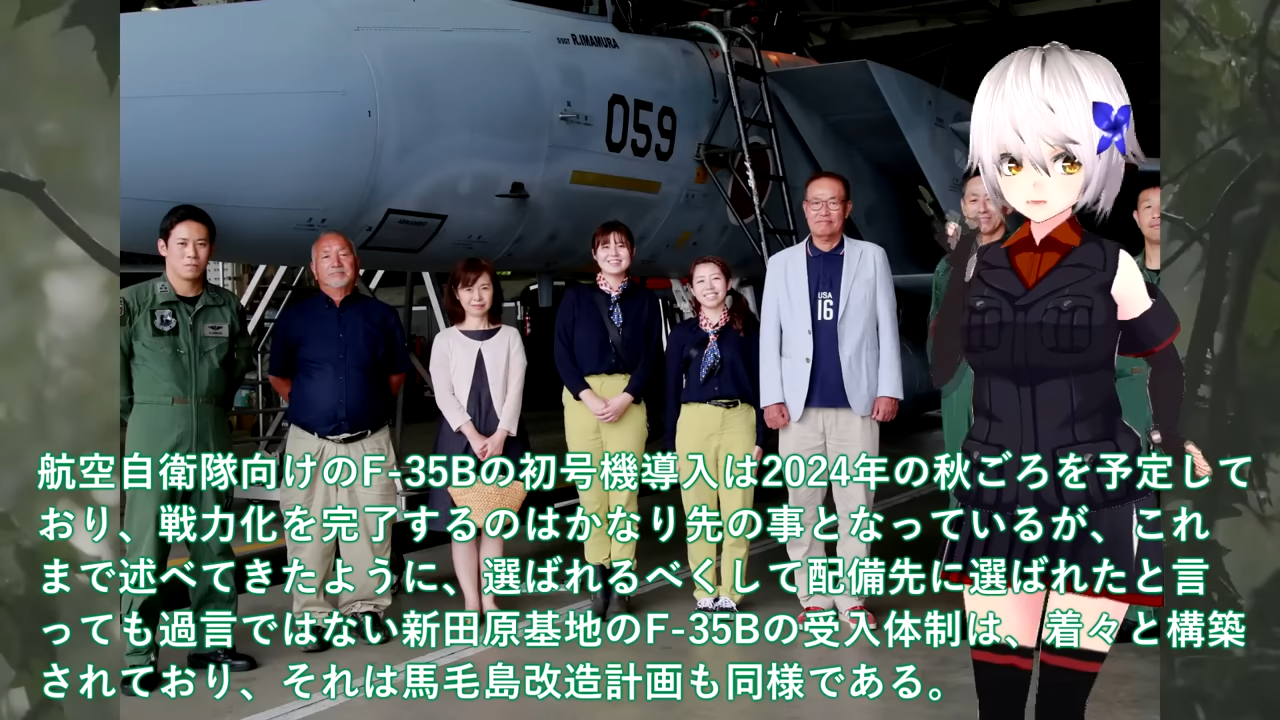 SSGT R.IMAMURA
059
USA
16
航空自衛隊向けのF-35Bの初号機導入は2024年の秋ごろを予定して
おり、戦力化を完了するのはかなり先の事となっているが、これ
まで述べてきたように、選ばれるべくして配備先に選ばれたと言
っても過言ではない新田原基地のF-35Bの受入体制は、着々と構築
されており、それは馬毛島改造計画も同様である。